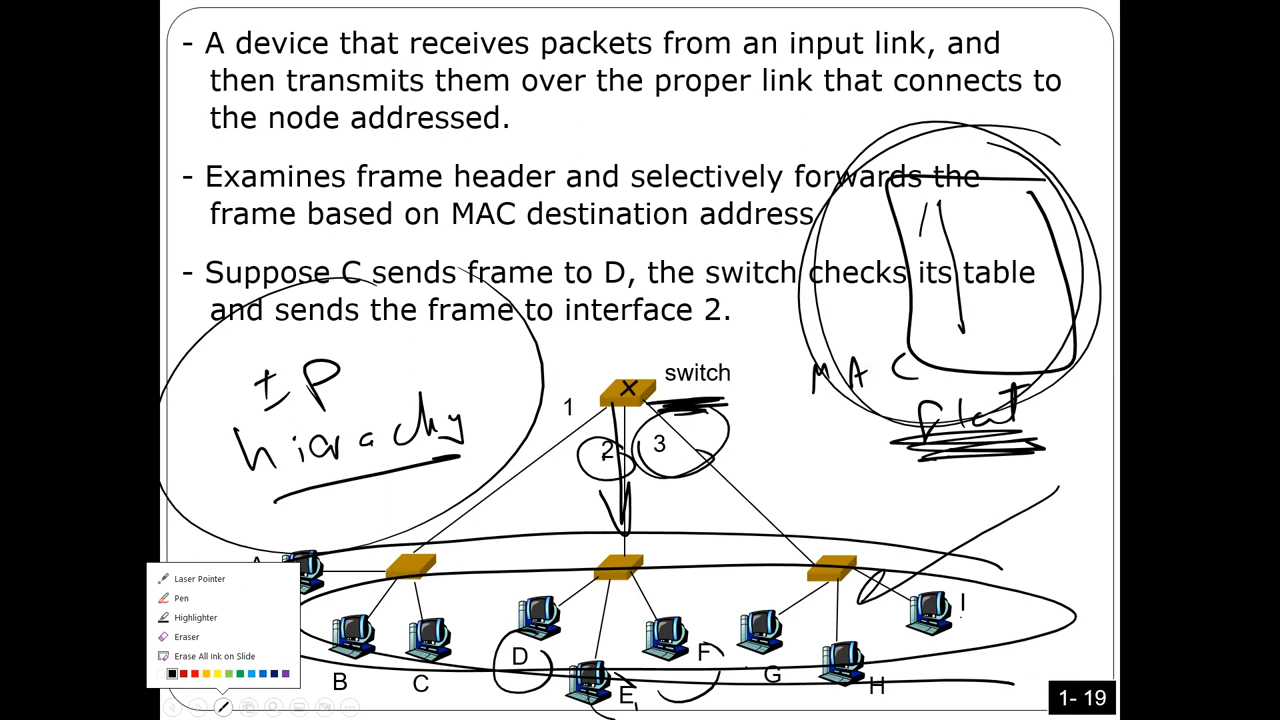 - A device that receives packets from an input link, and
then transmits them over the proper link that connects to
the node addressed.
- Examines frame header and selectively forwards the
frame based on MAC destination address
- Suppose C sends frame to D, the switch checks its table
and sends the frame to interface 2.
IP
hierachy
MAC
flat
switch
1
2
3
A
B
C
D
E
F
G
H
I
Laser Pointer
Pen
Highlighter
Eraser
Erase All Ink on Slide
1- 19